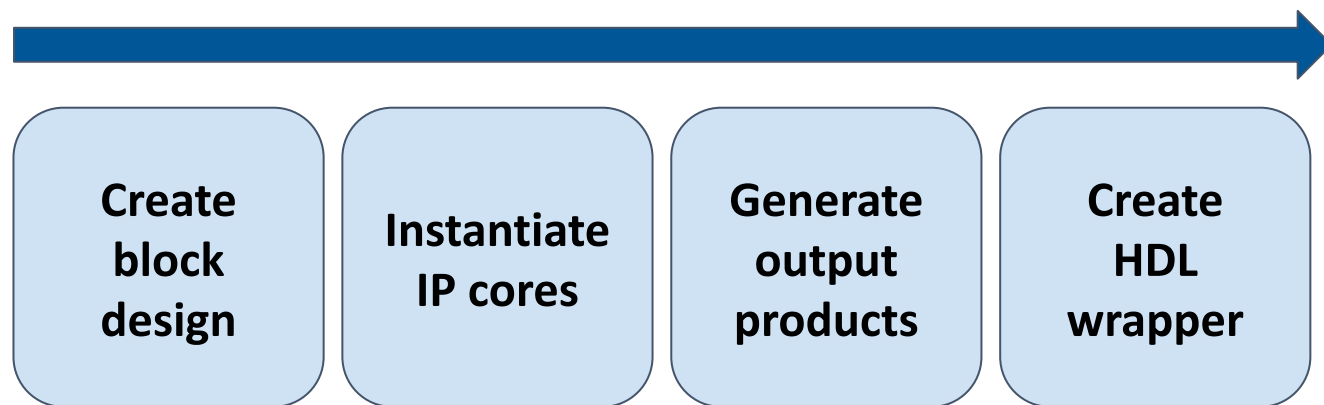 Create
block
design
Instantiate
IP cores
Generate
output
products
Create
HDL
wrapper